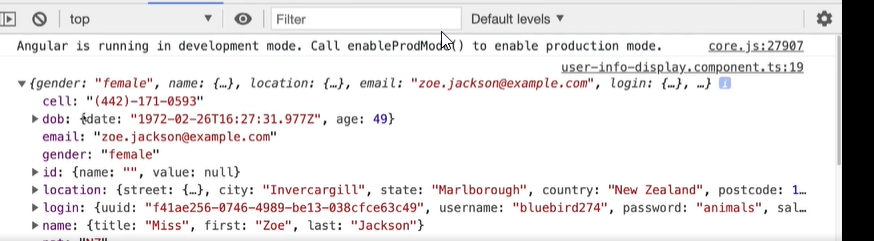 top ▼ Filter Default levels ▼
Angular is running in development mode. Call enableProdMode() to enable production mode. core.js:27907
user-info-display.component.ts:19
▼{gender: "female", name: {…}, location: {…}, email: "zoe.jackson@example.com", login: {…}, …} i
cell: "(442)-171-0593"
▶dob: {date: "1972-02-26T16:27:31.977Z", age: 49}
email: "zoe.jackson@example.com"
gender: "female"
▶id: {name: "", value: null}
▶location: {street: {…}, city: "Invercargill", state: "Marlborough", country: "New Zealand", postcode: 1…
▶login: {uuid: "f41ae256-0746-4989-be13-038cfce63c49", username: "bluebird274", password: "animals", sal…
▶name: {title: "Miss", first: "Zoe", last: "Jackson"}